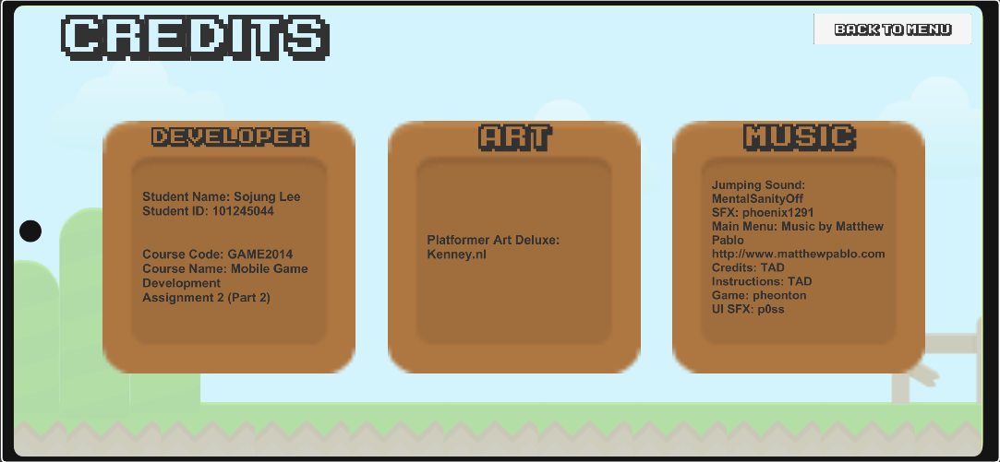 CREDITS
BACK TO MENU
DEVELOPER
Student Name: Sojung Lee
Student ID: 101245044
Course Code: GAME2014
Course Name: Mobile Game
Development
Assignment 2 (Part 2)
ART
Platformer Art Deluxe:
Kenney.nl
MUSIC
Jumping Sound:
MentalSanityOff
SFX: phoenix1291
Main Menu: Music by Matthew
Pablo
http://www.matthewpablo.com
Credits: TAD
Instructions: TAD
Game: pheonton
UI SFX: p0ss